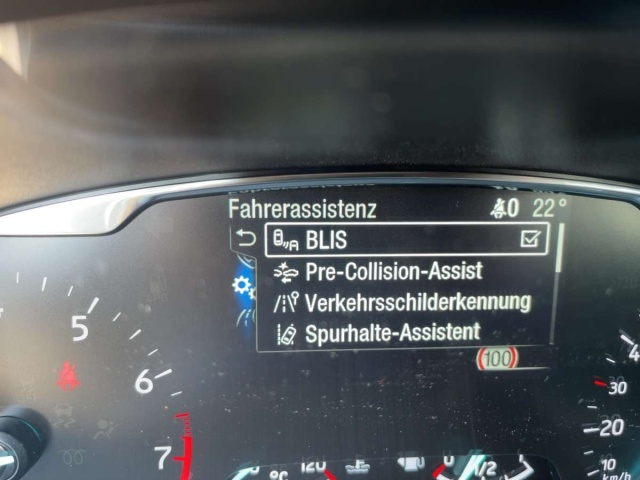 Fahrerassistenz 0 22°
BLIS
Pre-Collision-Assist
Verkehrsschilderkennung
Spurhalte-Assistent
100
5
6
7
30
20
10
km/h
°C 120 0 1/2